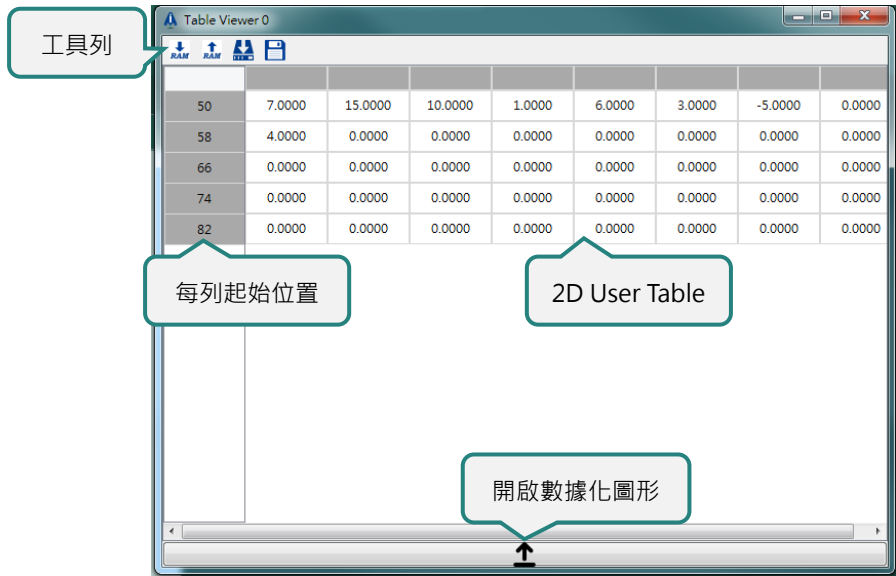 Table Viewer 0
工具列
RAM RAM
50 7.0000 15.0000 10.0000 1.0000 6.0000 3.0000 -5.0000 0.0000
58 4.0000 0.0000 0.0000 0.0000 0.0000 0.0000 0.0000 0.0000
66 0.0000 0.0000 0.0000 0.0000 0.0000 0.0000 0.0000 0.0000
74 0.0000 0.0000 0.0000 0.0000 0.0000 0.0000 0.0000 0.0000
82 0.0000 0.0000 0.0000 0.0000 0.0000 0.0000 0.0000 0.0000
每列起始位置
2D User Table
開啟數據化圖形